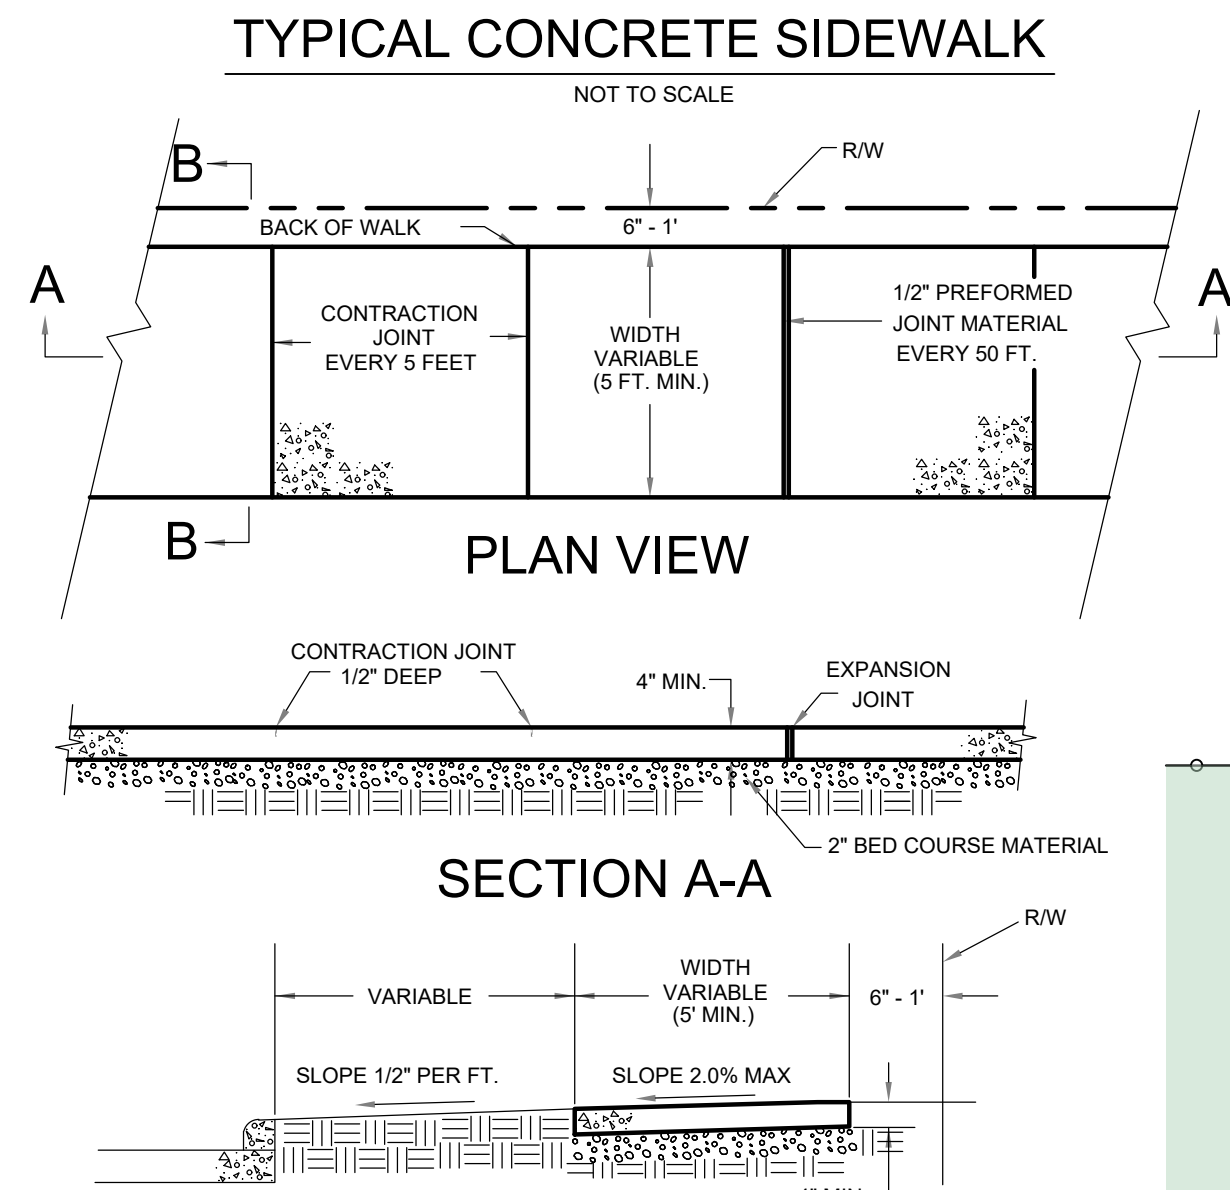 TYPICAL CONCRETE SIDEWALK
NOT TO SCALE
B
R/W
BACK OF WALK
6" - 1'
A
A
CONTRACTION
JOINT
EVERY 5 FEET
WIDTH
VARIABLE
(5 FT. MIN.)
1/2" PREFORMED
JOINT MATERIAL
EVERY 50 FT.
B
PLAN VIEW
CONTRACTION JOINT
1/2" DEEP
4" MIN.
EXPANSION
JOINT
2" BED COURSE MATERIAL
SECTION A-A
R/W
VARIABLE
WIDTH
VARIABLE
(5' MIN.)
6" - 1'
SLOPE 1/2" PER FT.
SLOPE 2.0% MAX